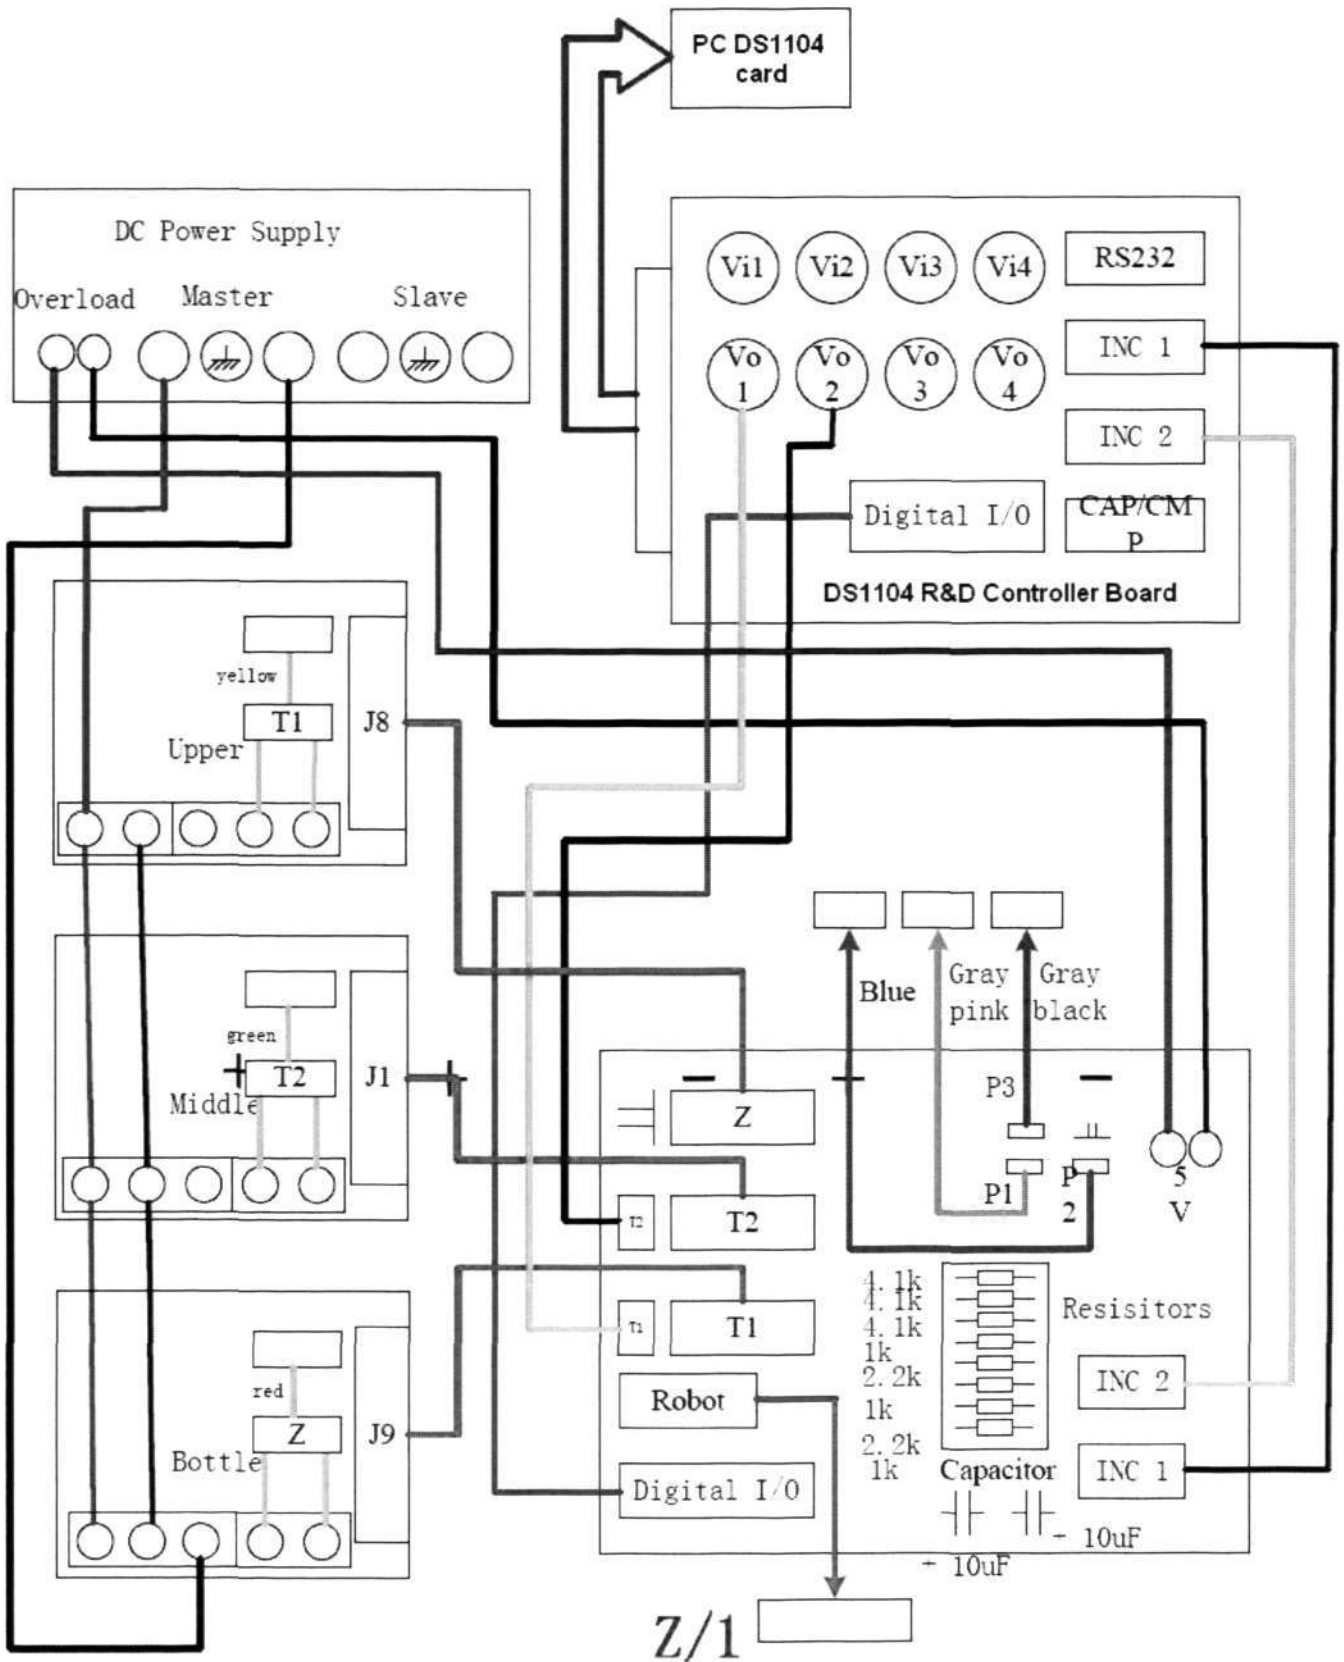 PC DS1104
card
DC Power Supply
Overload
Master
Slave
Vi1
Vi2
Vi3
Vi4
RS232
Vo
1
Vo
2
Vo
3
Vo
4
INC 1
INC 2
Digital I/O
CAP/CM
P
DS1104 R&D Controller Board
yellow
T1
J8
Upper
green
T2
J1
Middle
red
Z
J9
Bottle
Blue
Gray
pink
Gray
black
P3
P1
P
2
5
V
Z
T2
T2
T1
T1
Robot
Digital I/O
4.1k
4.1k
4.1k
1k
2.2k
1k
2.2k
1k
Resisitors
INC 2
INC 1
Capacitor
+ 10uF
+ 10uF
Z/1